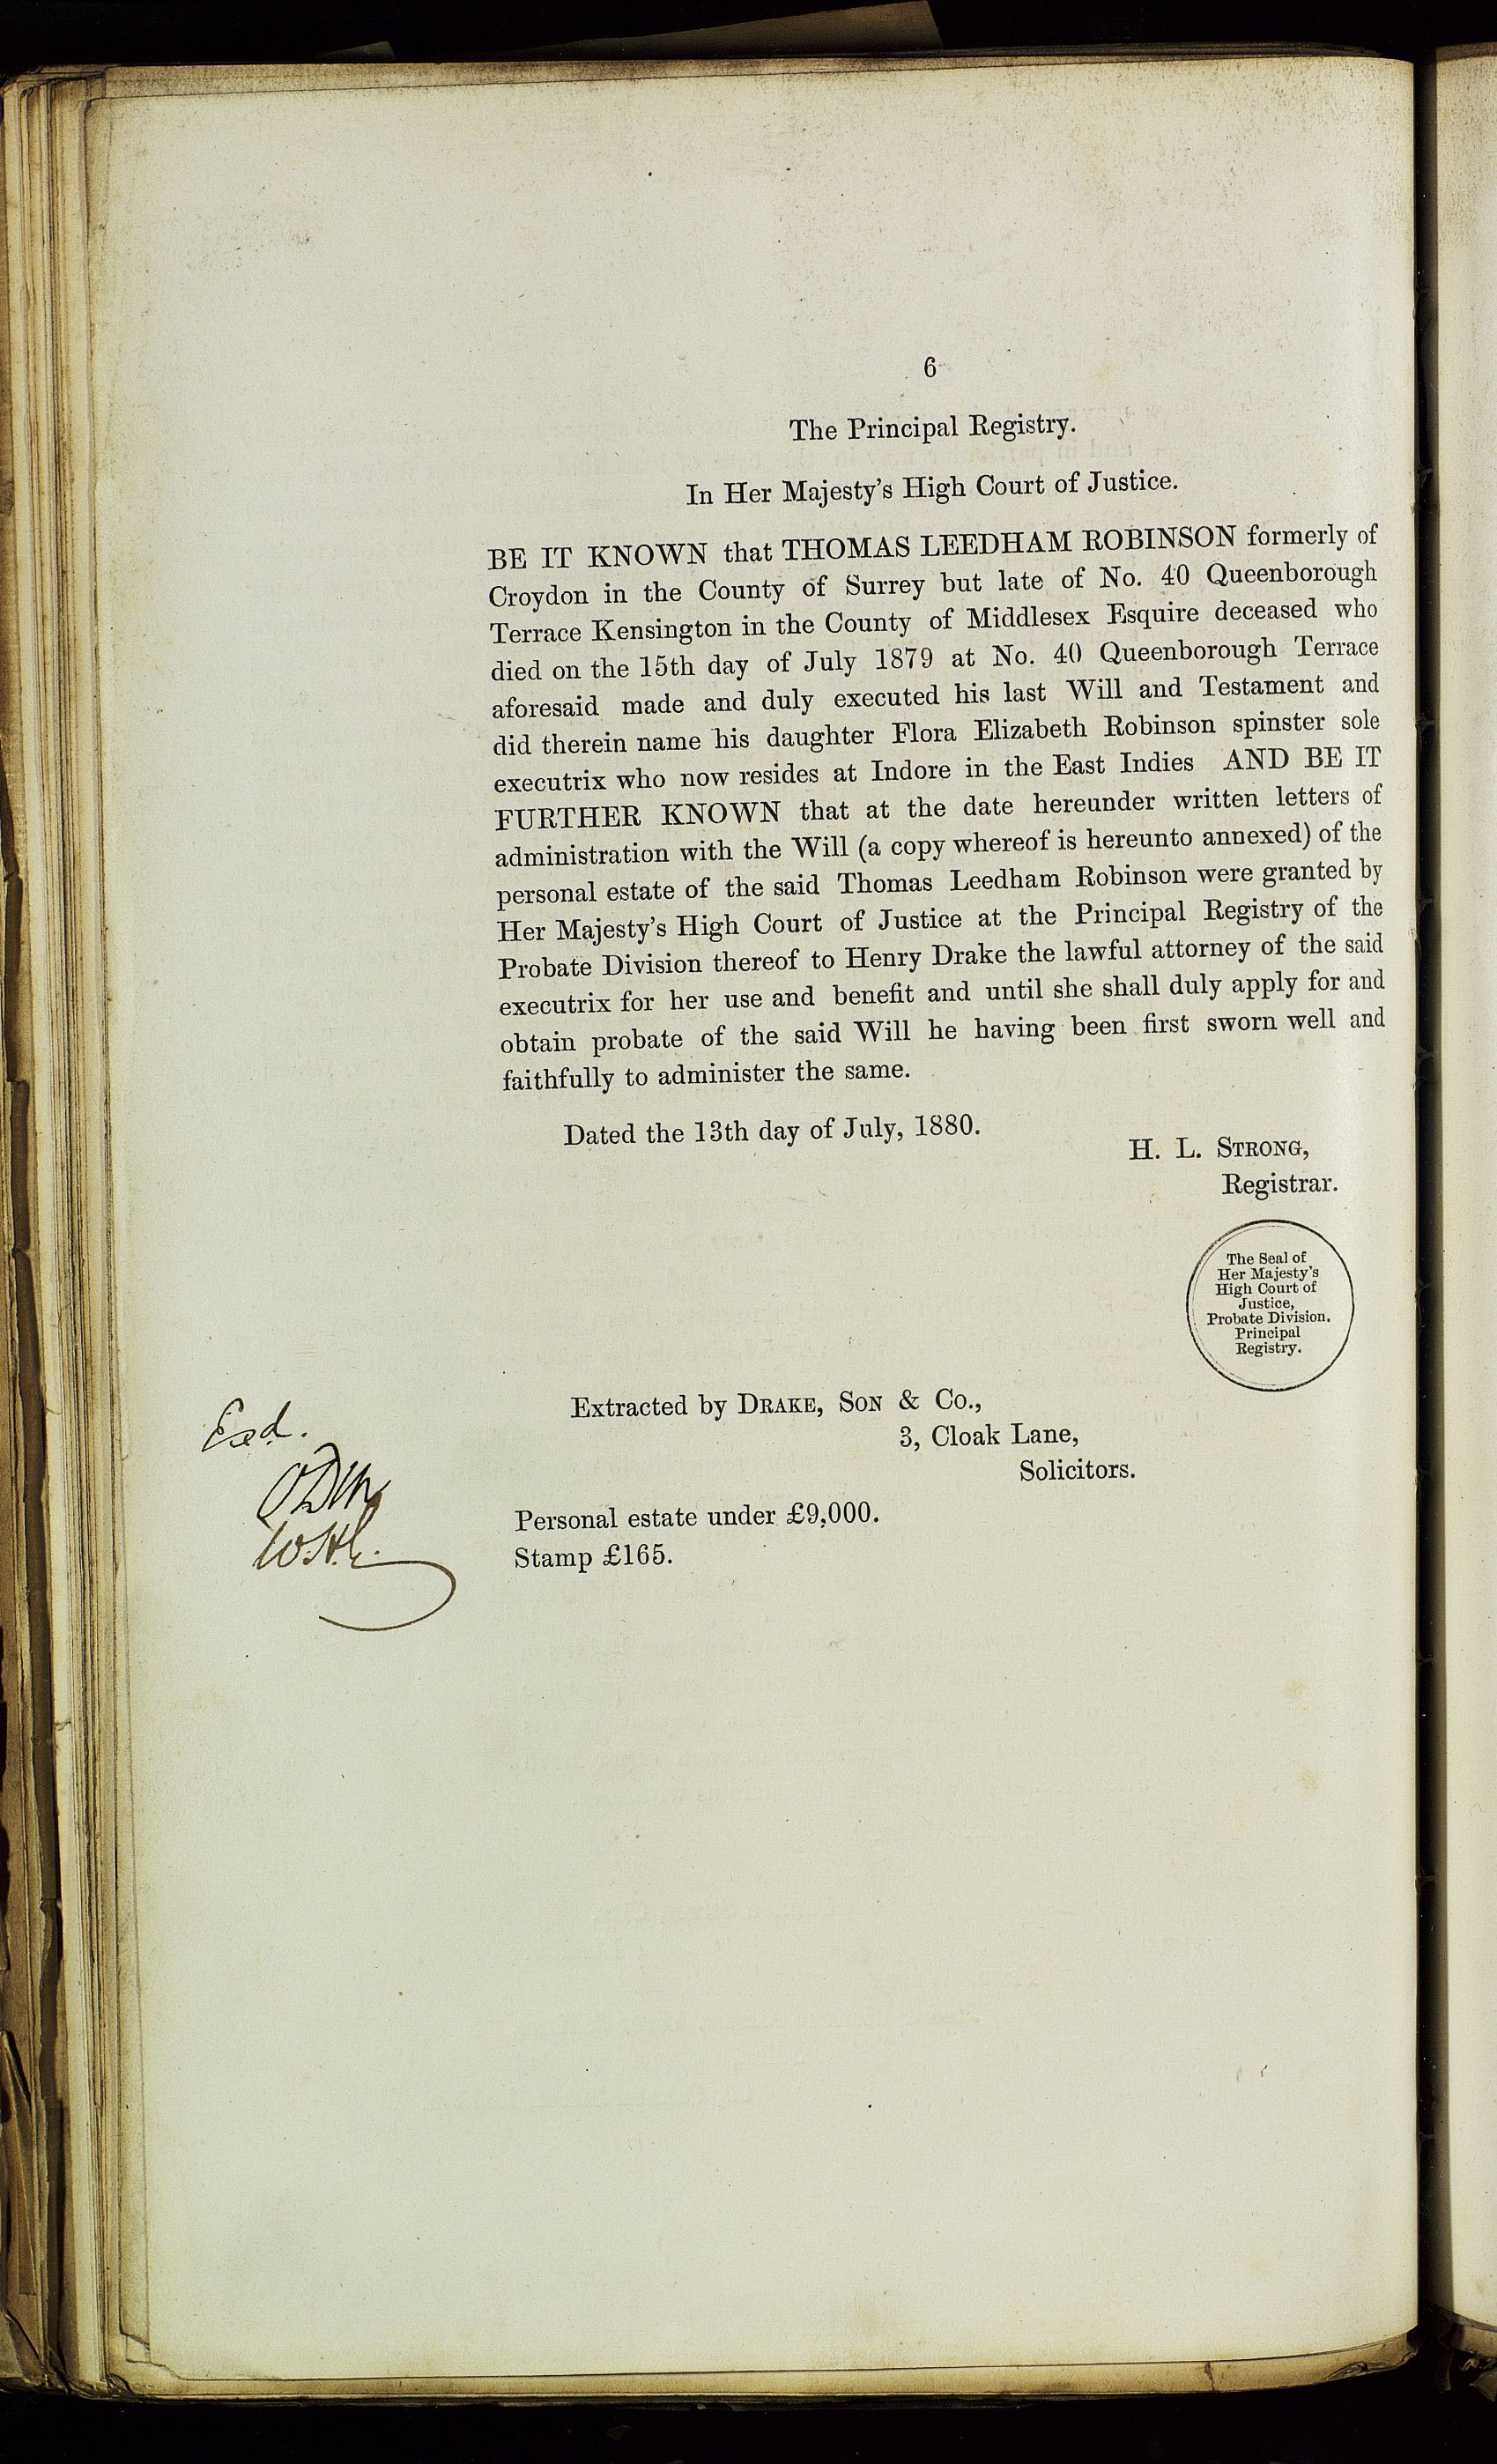 6
The Principal Registry.
In Her Majesty's High Court of Justice.
BE IT KNOWN that THOMAS LEEDHAM ROBINSON formerly of
Croydon in the County of Surrey but late of No. 40 Queenborough
Terrace Kensington in the County of Middlesex Esquire deceased who
died on the 15th day of July 1879 at No. 40 Queenborough Terrace
aforesaid made and duly executed his last Will and Testament and
did therein name his daughter Flora Elizabeth Robinson spinster sole
executrix who now resides at Indore in the East Indies AND BE IT
FURTHER KNOWN that at the date hereunder written letters of
administration with the Will (a copy whereof is hereunto annexed) of the
personal estate of the said Thomas Leedham Robinson were granted by
Her Majesty's High Court of Justice at the Principal Registry of the
Probate Division thereof to Henry Drake the lawful attorney of the said
executrix for her use and benefit and until she shall duly apply for and
obtain probate of the said Will he having been first sworn well and
faithfully to administer the same.
Dated the 13th day of July, 1880.
H. L. STRONG,
Registrar.
The Seal of
Her Majesty's
High Court of
Justice,
Probate Division.
Principal
Registry.
Extracted by DRAKE, SON & Co.,
3, Cloak Lane,
Solicitors.
Personal estate under £9,000.
Stamp £165.